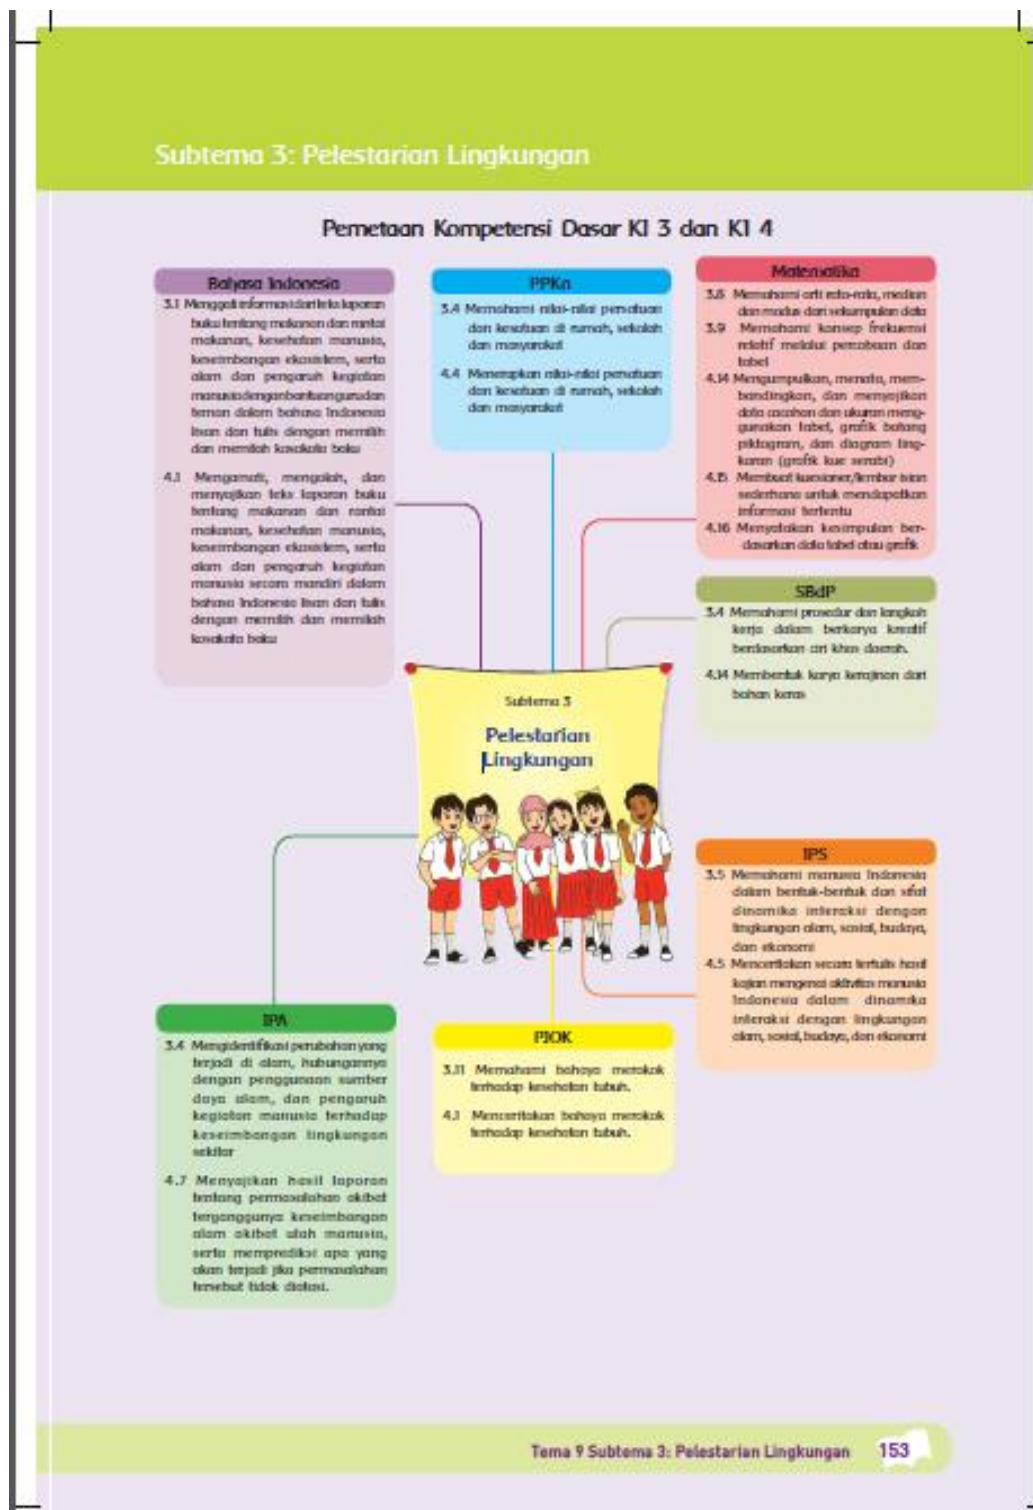 Subtema 3: Pelestarian Lingkungan
Pemetaan Kompetensi Dasar KI 3 dan KI 4
Bahasa Indonesia
3.1 Menggali informasi dari teks laporan
buku tentang makanan dan rantai
makanan, kesehatan manusia,
keseimbangan ekosistem, serta
alam dan pengaruh kegiatan
manusia dengan bantuan guru dan
teman dalam bahasa Indonesia
lisan dan tulis dengan memilih
dan memilah kosakata baku
4.1 Mengamati, mengolah, dan
menyajikan teks laporan buku
tentang makanan dan rantai
makanan, kesehatan manusia,
keseimbangan ekosistem, serta
alam dan pengaruh kegiatan
manusia secara mandiri dalam
bahasa Indonesia lisan dan tulis
dengan memilih dan memilah
kosakata baku
PPKn
3.4 Memahami nilai-nilai persatuan
dan kesatuan di rumah, sekolah
dan masyarakat
4.4 Menerapkan nilai-nilai persatuan
dan kesatuan di rumah, sekolah
dan masyarakat
Matematika
3.8 Memahami arti rata-rata, median
dan modus dari sekumpulan data
3.9 Memahami konsep frekuensi
relatif melalui percobaan dan
tabel
4.14 Mengumpulkan, menata, mem-
bandingkan, dan menyajikan
data cacahan dan ukuran meng-
gunakan tabel, grafik batang
piktogram, dan diagram ling-
karan (grafik kue serabi)
4.15 Membuat kuesioner/lembar isian
sederhana untuk mendapatkan
informasi tertentu
4.16 Menyatakan kesimpulan ber-
dasarkan data tabel atau grafik
SBdP
3.4 Memahami prosedur dan langkah
kerja dalam berkarya kreatif
berdasarkan ciri khas daerah.
4.14 Membentuk karya kerajinan dari
bahan keras
Subtema 3
Pelestarian
Lingkungan
IPS
3.5 Memahami manusia Indonesia
dalam bentuk-bentuk dan sifat
dinamika interaksi dengan
lingkungan alam, sosial, budaya,
dan ekonomi
4.5 Menceritakan secara tertulis hasil
kajian mengenai aktivitas manusia
Indonesia dalam dinamika
interaksi dengan lingkungan
alam, sosial, budaya, dan ekonomi
IPA
3.4 Mengidentifikasi perubahan yang
terjadi di alam, hubungannya
dengan penggunaan sumber
daya alam, dan pengaruh
kegiatan manusia terhadap
keseimbangan lingkungan
sekitar
4.7 Menyajikan hasil laporan
tentang permasalahan akibat
terganggunya keseimbangan
alam akibat ulah manusia,
serta memprediksi apa yang
akan terjadi jika permasalahan
tersebut tidak diatasi.
PJOK
3.11 Memahami bahaya merokok
terhadap kesehatan tubuh.
4.1 Menceritakan bahaya merokok
terhadap kesehatan tubuh.
Tema 9 Subtema 3: Pelestarian Lingkungan 153